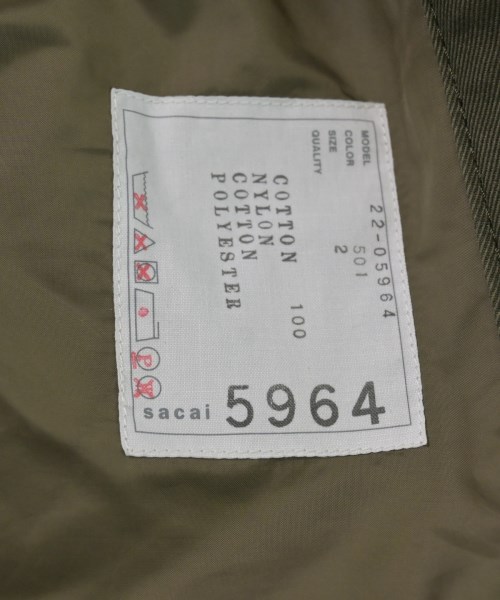 MODEL 22-05964
COLOR 501
SIZE 2
QUALITY
COTTON 100
NYLON
COTTON
POLYESTER
sacai 5964